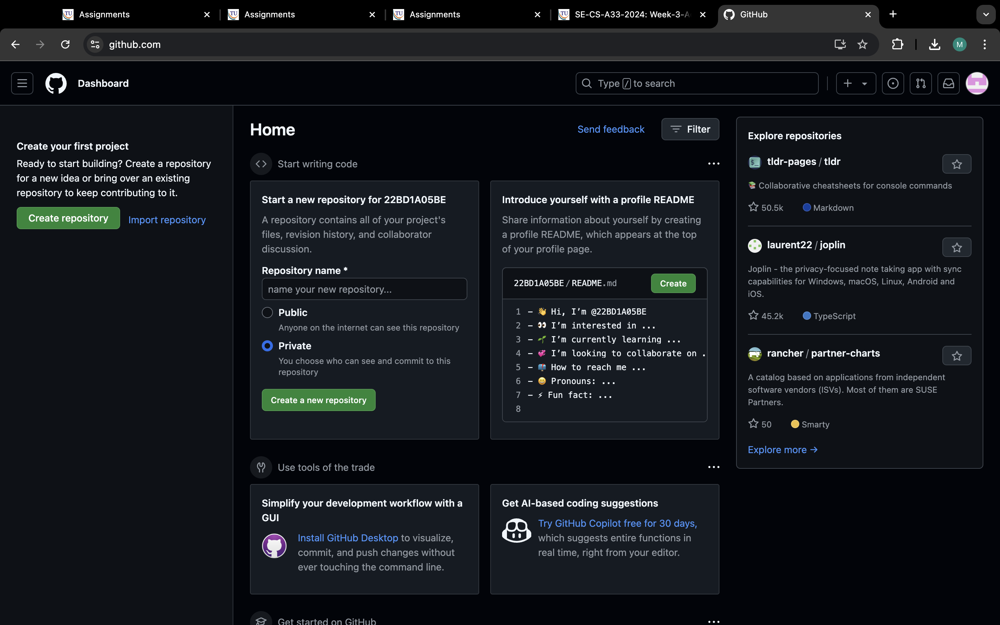 Assignments
Assignments
Assignments
SE-CS-A33-2024: Week-3-A
GitHub
github.com
M
Dashboard
Type / to search
Create your first project
Ready to start building? Create a repository
for a new idea or bring over an existing
repository to keep contributing to it.
Create repository
Import repository
Home
Send feedback
Filter
Start writing code
Start a new repository for 22BD1A05BE
A repository contains all of your project's
files, revision history, and collaborator
discussion.
Repository name *
name your new repository...
Public
Anyone on the internet can see this repository
Private
You choose who can see and commit to this
repository
Create a new repository
Introduce yourself with a profile README
Share information about yourself by creating
a profile README, which appears at the top
of your profile page.
22BD1A05BE / README.md
Create
1 - 👋 Hi, I’m @22BD1A05BE
2 - 👀 I’m interested in ...
3 - 🌱 I’m currently learning ...
4 - 💞️ I’m looking to collaborate on .
5 - 📫 How to reach me ...
6 - 😄 Pronouns: ...
7 - ⚡ Fun fact: ...
8
Use tools of the trade
Simplify your development workflow with a
GUI
Install GitHub Desktop to visualize,
commit, and push changes without
ever touching the command line.
Get AI-based coding suggestions
Try GitHub Copilot free for 30 days,
which suggests entire functions in
real time, right from your editor.
Get started on GitHub
Explore repositories
tldr-pages / tldr
📚 Collaborative cheatsheets for console commands
50.5k Markdown
laurent22 / joplin
Joplin - the privacy-focused note taking app with sync
capabilities for Windows, macOS, Linux, Android and
iOS.
45.2k TypeScript
rancher / partner-charts
A catalog based on applications from independent
software vendors (ISVs). Most of them are SUSE
Partners.
50 Smarty
Explore more →